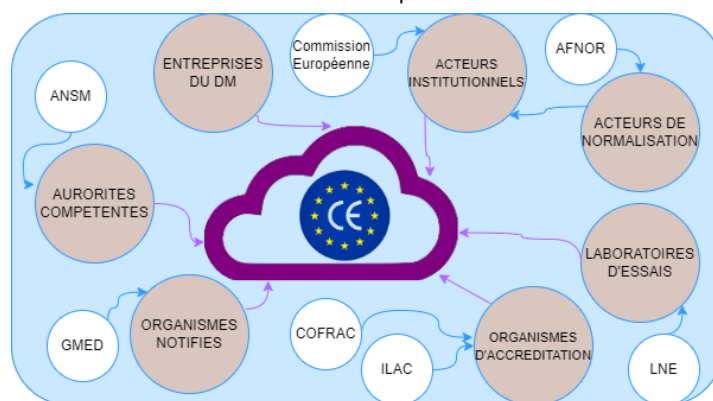 Commission
Européenne
ENTREPRISES
DU DM
ACTEURS
INSTITUTIONNELS
AFNOR
ANSM
ACTEURS DE
NORMALISATION
AURORITES
COMPETENTES
CE
LABORATOIRES
D'ESSAIS
ORGANISMES
NOTIFIES
GMED
COFRAC
ILAC
ORGANISMES
D'ACCREDITATION
LNE